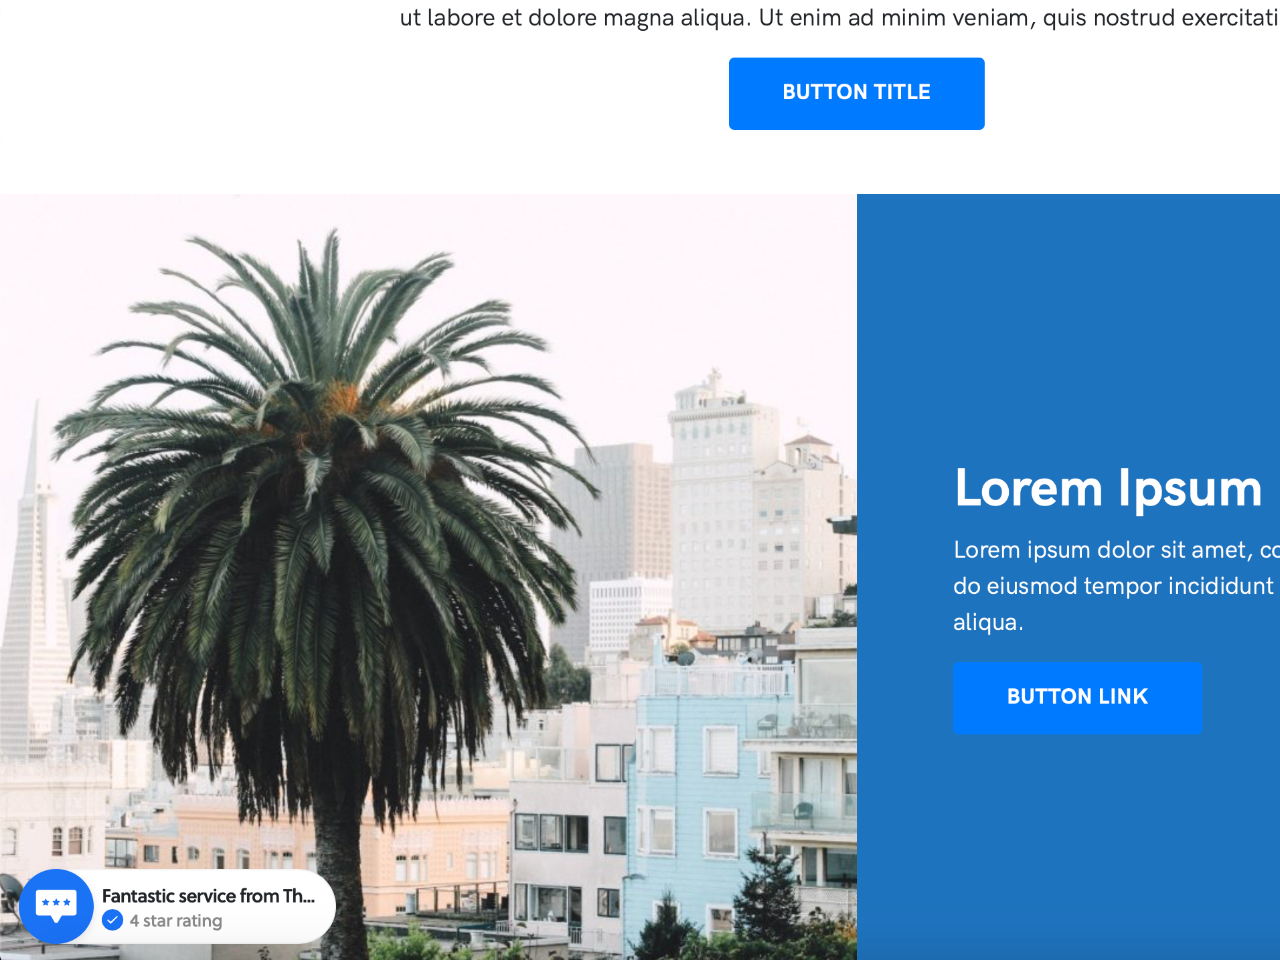 ut labore et dolore magna aliqua. Ut enim ad minim veniam, quis nostrud exercitati
BUTTON TITLE
Lorem Ipsum
Lorem ipsum dolor sit amet, co
do eiusmod tempor incididunt
aliqua.
BUTTON LINK
Fantastic service from Th...
4 star rating